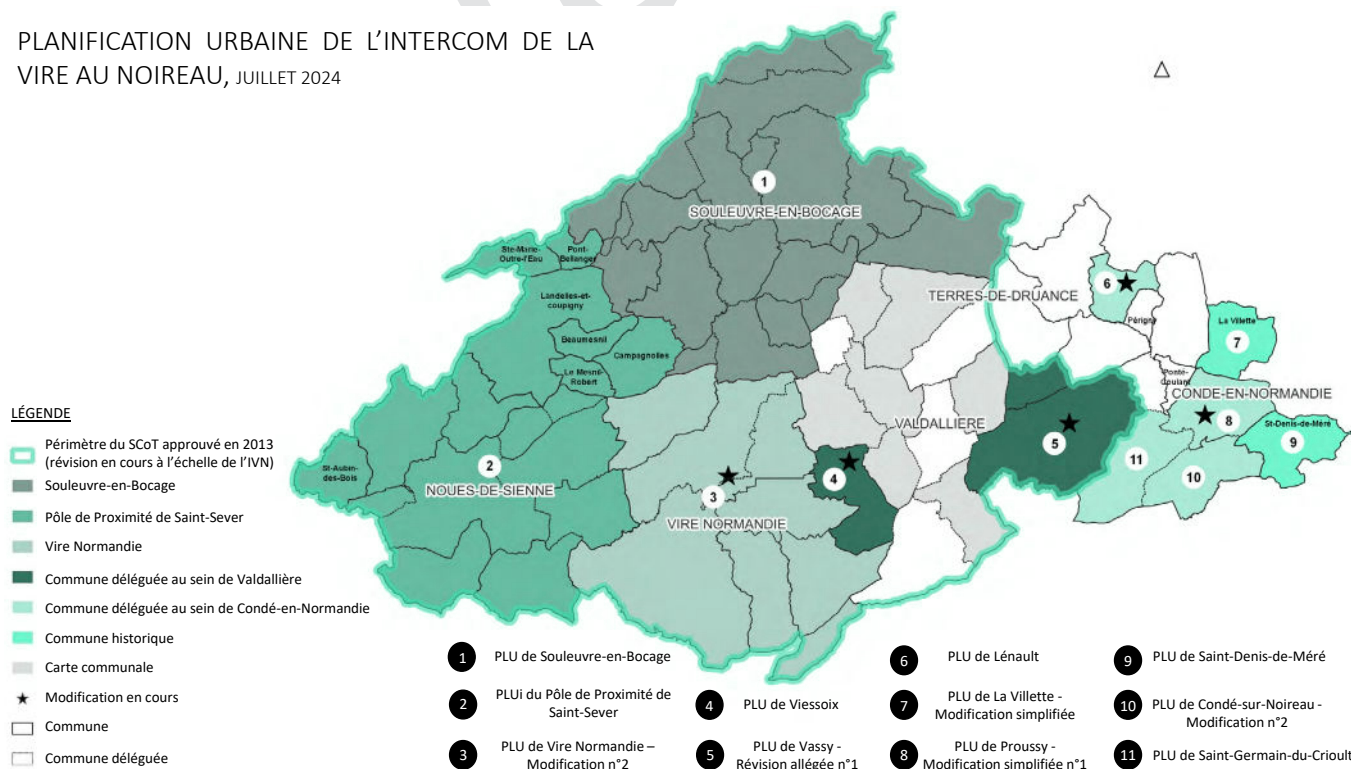 PLANIFICATION URBAINE DE L'INTERCOM DE LA
VIRE AU NOIREAU, JUILLET 2024
1
SOULEUVRE-EN-BOCAGE
Ste-Marie-
Outre-l'Eau
Pont-
Bellanger
Landelles-et-
coupigny
Beaumesnil
Campagnolles
Le Mesnil-
Robert
St-Aubin-
des-Bois
2
NOUES-DE-SIENNE
3
VIRE NORMANDIE
4
VALDALLIERE
5
TERRES-DE-DRUANCE
6
Périgny
La Villette
7
Ponté-
Coulant
CONDE-EN-NORMANDIE
8
St-Denis-de-Méré
9
11
10
LÉGENDE
Périmètre du SCoT approuvé en 2013
(révision en cours à l'échelle de l'IVN)
Souleuvre-en-Bocage
Pôle de Proximité de Saint-Sever
Vire Normandie
Commune déléguée au sein de Valdallière
Commune déléguée au sein de Condé-en-Normandie
Commune historique
Carte communale
Modification en cours
Commune
Commune déléguée
1 PLU de Souleuvre-en-Bocage
2 PLUi du Pôle de Proximité de
Saint-Sever
3 PLU de Vire Normandie –
Modification n°2
4 PLU de Viessoix
5 PLU de Vassy -
Révision allégée n°1
6 PLU de Lénault
7 PLU de La Villette -
Modification simplifiée
8 PLU de Proussy -
Modification simplifiée n°1
9 PLU de Saint-Denis-de-Méré
10 PLU de Condé-sur-Noireau -
Modification n°2
11 PLU de Saint-Germain-du-Crioult